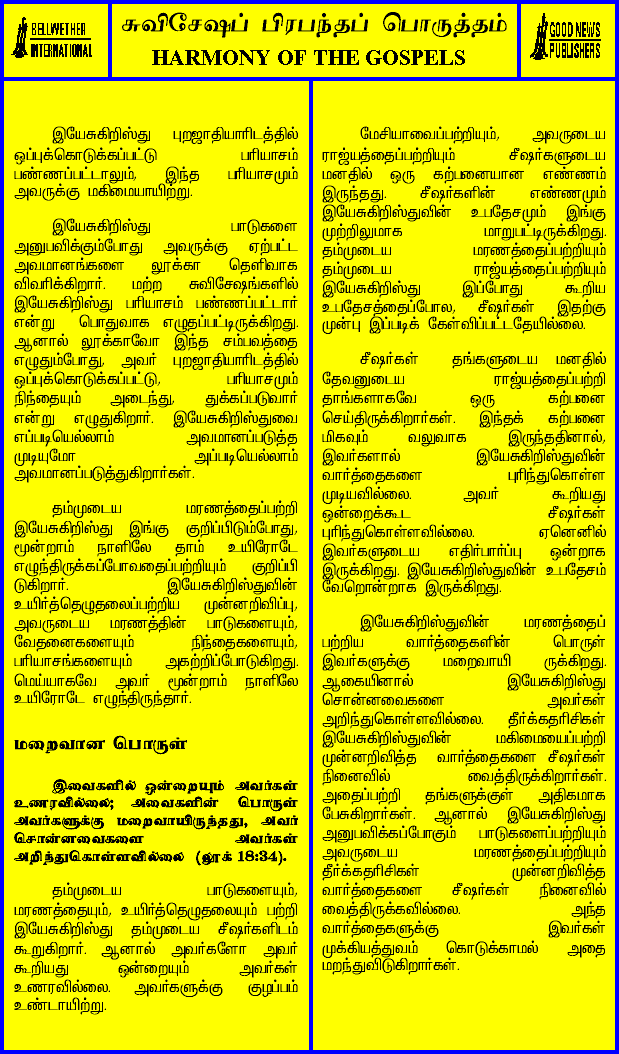 BELLWETHER
INTERNATIONAL
சுவிசேஷப் பிரபந்தப் பொருத்தம்
HARMONY OF THE GOSPELS
GOOD NEWS
PUBLISHERS
இயேசுகிறிஸ்து புறஜாதியாரிடத்தில்
ஒப்புக்கொடுக்கப்பட்டு பரியாசம்
பண்ணப்பட்டாலும், இந்த பரியாசமும்
அவருக்கு மகிமையாயிற்று.
இயேசுகிறிஸ்து பாடுகளை
அனுபவிக்கும்போது அவருக்கு ஏற்பட்ட
அவமானங்களை லூக்கா தெளிவாக
விவரிக்கிறார். மற்ற சுவிசேஷங்களில்
இயேசுகிறிஸ்து பரியாசம் பண்ணப்பட்டார்
என்று பொதுவாக எழுதப்பட்டிருக்கிறது.
ஆனால் லூக்காவோ இந்த சம்பவத்தை
எழுதும்போது, அவர் புறஜாதியாரிடத்தில்
ஒப்புக்கொடுக்கப்பட்டு, பரியாசமும்
நிந்தையும் அடைந்து, துக்கப்படுவார்
என்று எழுதுகிறார். இயேசுகிறிஸ்துவை
எப்படியெல்லாம் அவமானப்படுத்த
முடியுமோ அப்படியெல்லாம்
அவமானப்படுத்துகிறார்கள்.
தம்முடைய மரணத்தைப்பற்றி
இயேசுகிறிஸ்து இங்கு குறிப்பிடும்போது,
மூன்றாம் நாளிலே தாம் உயிரோடே
எழுந்திருக்கப்போவதைப்பற்றியும் குறிப்பி
டுகிறார். இயேசுகிறிஸ்துவின்
உயிர்த்தெழுதலைப்பற்றிய முன்னறிவிப்பு,
அவருடைய மரணத்தின் பாடுகளையும்,
வேதனைகளையும் நிந்தைகளையும்,
பரியாசங்களையும் அகற்றிப்போடுகிறது.
மெய்யாகவே அவர் மூன்றாம் நாளிலே
உயிரோடே எழுந்திருந்தார்.
மறைவான பொருள்
இவைகளில் ஒன்றையும் அவர்கள்
உணரவில்லை; அவைகளின் பொருள்
அவர்களுக்கு மறைவாயிருந்தது, அவர்
சொன்னவைகளை அவர்கள்
அறிந்துகொள்ளவில்லை (லூக் 18:34).
தம்முடைய பாடுகளையும்,
மரணத்தையும், உயிர்த்தெழுதலையும் பற்றி
இயேசுகிறிஸ்து தம்முடைய சீஷர்களிடம்
கூறுகிறார். ஆனால் அவர்களோ அவர்
கூறியது ஒன்றையும் அவர்கள்
உணரவில்லை. அவர்களுக்கு குழப்பம்
உண்டாயிற்று.
மேசியாவைப்பற்றியும், அவருடைய
ராஜ்யத்தைப்பற்றியும் சீஷர்களுடைய
மனதில் ஒரு கற்பனையான எண்ணம்
இருந்தது. சீஷர்களின் எண்ணமும்
இயேசுகிறிஸ்துவின் உபதேசமும் இங்கு
முற்றிலுமாக மாறுபட்டிருக்கிறது.
தம்முடைய மரணத்தைப்பற்றியும்
தம்முடைய ராஜ்யத்தைப்பற்றியும்
இயேசுகிறிஸ்து இப்போது கூறிய
உபதேசத்தைப்போல, சீஷர்கள் இதற்கு
முன்பு இப்படிக் கேள்விப்பட்டதேயில்லை.
சீஷர்கள் தங்களுடைய மனதில்
தேவனுடைய ராஜ்யத்தைப்பற்றி
தாங்களாகவே ஒரு கற்பனை
செய்திருக்கிறார்கள். இந்தக் கற்பனை
மிகவும் வலுவாக இருந்ததினால்,
இவர்களால் இயேசுகிறிஸ்துவின்
வார்த்தைகளை புரிந்துகொள்ள
முடியவில்லை. அவர் கூறியது
ஒன்றைக்கூட சீஷர்கள்
புரிந்துகொள்ளவில்லை. ஏனெனில்
இவர்களுடைய எதிர்பார்ப்பு ஒன்றாக
இருக்கிறது. இயேசுகிறிஸ்துவின் உபதேசம்
வேறொன்றாக இருக்கிறது.
இயேசுகிறிஸ்துவின் மரணத்தைப்
பற்றிய வார்த்தைகளின் பொருள்
இவர்களுக்கு மறைவாயி ருக்கிறது.
ஆகையினால் இயேசுகிறிஸ்து
சொன்னவைகளை அவர்கள்
அறிந்துகொள்ளவில்லை. தீர்க்கதரிசிகள்
இயேசுகிறிஸ்துவின் மகிமையைப்பற்றி
முன்னறிவித்த வார்த்தைகளை சீஷர்கள்
நினைவில் வைத்திருக்கிறார்கள்.
அதைப்பற்றி தங்களுக்குள் அதிகமாக
பேசுகிறார்கள். ஆனால் இயேசுகிறிஸ்து
அனுபவிக்கப்போகும் பாடுகளைப்பற்றியும்
அவருடைய மரணத்தைப்பற்றியும்
தீர்க்கதரிசிகள் முன்னறிவித்த
வார்த்தைகளை சீஷர்கள் நினைவில்
வைத்திருக்கவில்லை. அந்த
வார்த்தைகளுக்கு இவர்கள்
முக்கியத்துவம் கொடுக்காமல் அதை
மறந்துவிடுகிறார்கள்.